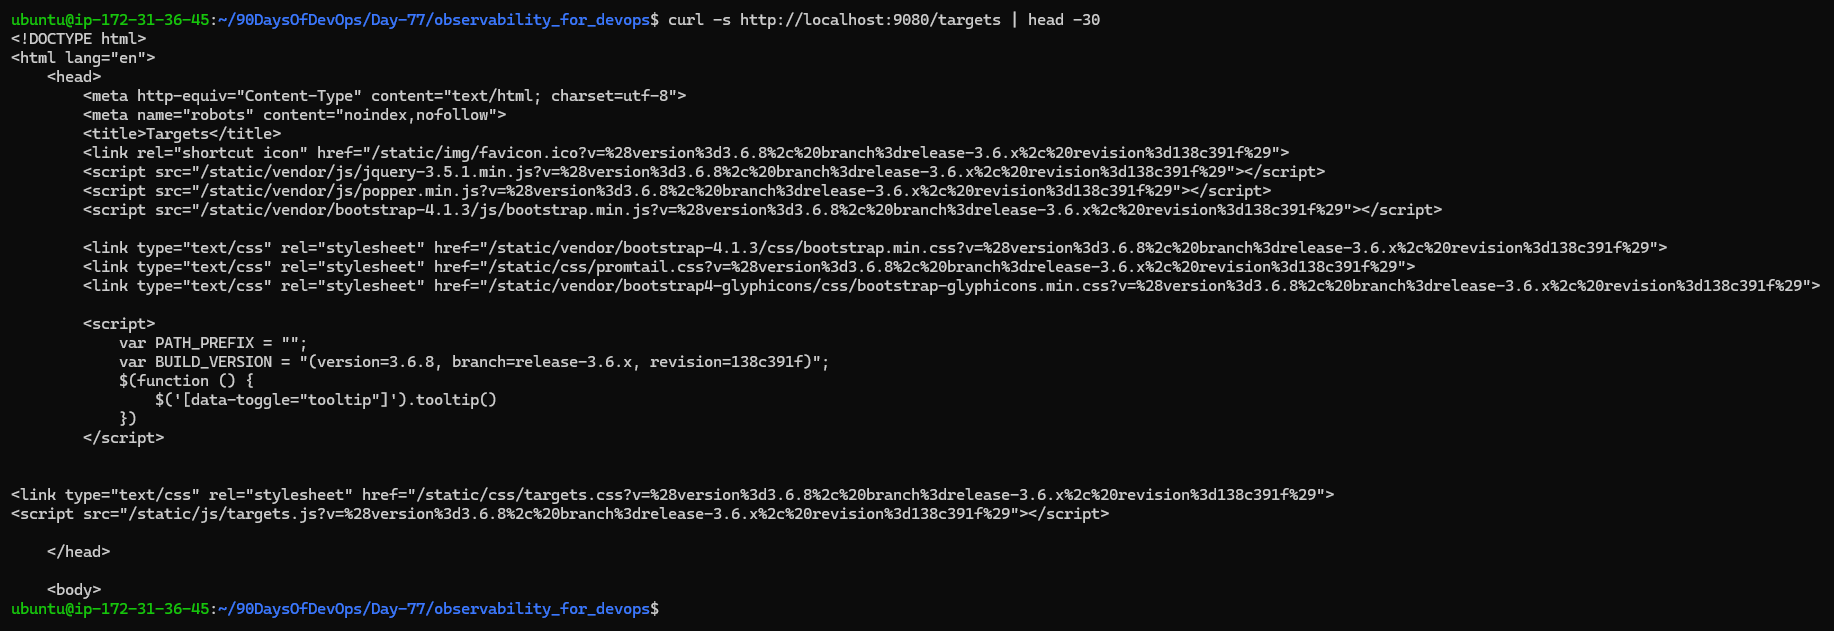 ubuntu@ip-172-31-36-45:~/90DaysOfDevOps/Day-77/observability_for_devops$ curl -s http://localhost:9080/targets | head -30
<!DOCTYPE html>
<html lang="en">
    <head>
        <meta http-equiv="Content-Type" content="text/html; charset=utf-8">
        <meta name="robots" content="noindex,nofollow">
        <title>Targets</title>
        <link rel="shortcut icon" href="/static/img/favicon.ico?v=%28version%3d3.6.8%2c%20branch%3drelease-3.6.x%2c%20revision%3d138c391f%29">
        <script src="/static/vendor/js/jquery-3.5.1.min.js?v=%28version%3d3.6.8%2c%20branch%3drelease-3.6.x%2c%20revision%3d138c391f%29"></script>
        <script src="/static/vendor/js/popper.min.js?v=%28version%3d3.6.8%2c%20branch%3drelease-3.6.x%2c%20revision%3d138c391f%29"></script>
        <script src="/static/vendor/bootstrap-4.1.3/js/bootstrap.min.js?v=%28version%3d3.6.8%2c%20branch%3drelease-3.6.x%2c%20revision%3d138c391f%29"></script>

        <link type="text/css" rel="stylesheet" href="/static/vendor/bootstrap-4.1.3/css/bootstrap.min.css?v=%28version%3d3.6.8%2c%20branch%3drelease-3.6.x%2c%20revision%3d138c391f%29">
        <link type="text/css" rel="stylesheet" href="/static/css/promtail.css?v=%28version%3d3.6.8%2c%20branch%3drelease-3.6.x%2c%20revision%3d138c391f%29">
        <link type="text/css" rel="stylesheet" href="/static/vendor/bootstrap4-glyphicons/css/bootstrap-glyphicons.min.css?v=%28version%3d3.6.8%2c%20branch%3drelease-3.6.x%2c%20revision%3d138c391f%29">

        <script>
            var PATH_PREFIX = "";
            var BUILD_VERSION = "(version=3.6.8, branch=release-3.6.x, revision=138c391f)";
            $(function () {
                $('[data-toggle="tooltip"]').tooltip()
            })
        </script>


<link type="text/css" rel="stylesheet" href="/static/css/targets.css?v=%28version%3d3.6.8%2c%20branch%3drelease-3.6.x%2c%20revision%3d138c391f%29">
<script src="/static/js/targets.js?v=%28version%3d3.6.8%2c%20branch%3drelease-3.6.x%2c%20revision%3d138c391f%29"></script>

    </head>

    <body>
ubuntu@ip-172-31-36-45:~/90DaysOfDevOps/Day-77/observability_for_devops$